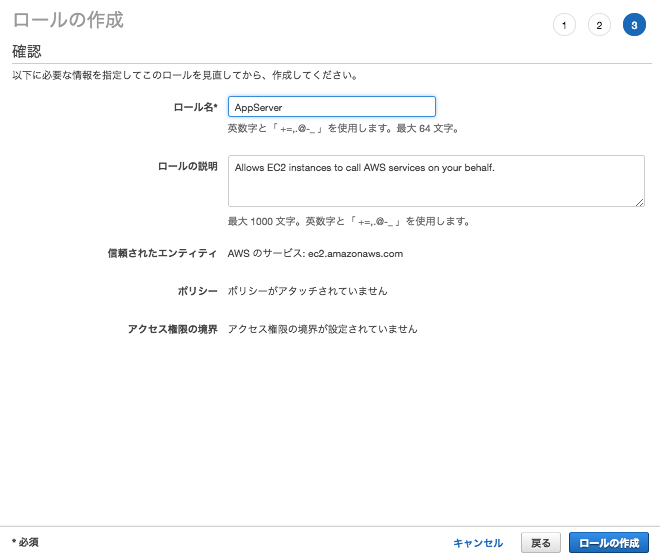 ロールの作成
1 2 3
確認
以下に必要な情報を指定してこのロールを見直してから、作成してください。
ロール名* AppServer
英数字と「 +=,.@-_ 」を使用します。最大 64 文字。
ロールの説明 Allows EC2 instances to call AWS services on your behalf.
最大 1000 文字。英数字と「 +=,.@-_ 」を使用します。
信頼されたエンティティ AWS のサービス: ec2.amazonaws.com
ポリシー ポリシーがアタッチされていません
アクセス権限の境界 アクセス権限の境界が設定されていません
* 必須 キャンセル 戻る ロールの作成